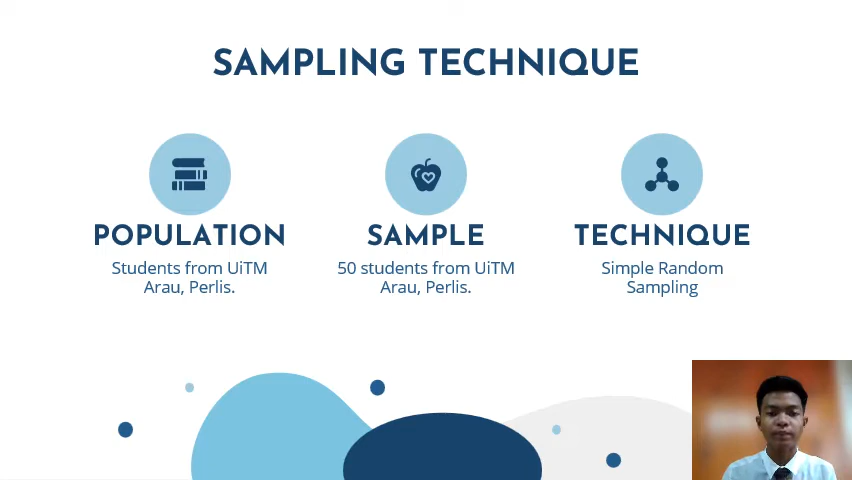 SAMPLING TECHNIQUE
POPULATION
Students from UiTM
Arau, Perlis.
SAMPLE
50 students from UiTM
Arau, Perlis.
TECHNIQUE
Simple Random
Sampling